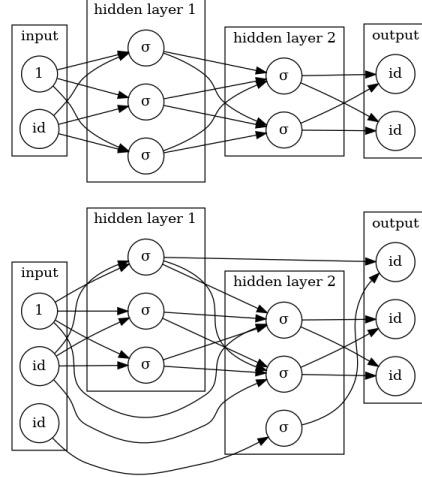 hidden layer 1
input
hidden layer 2
output
1
id
σ
σ
σ
σ
σ
id
id
hidden layer 1
input
hidden layer 2
output
1
id
id
σ
σ
σ
σ
σ
σ
id
id
id